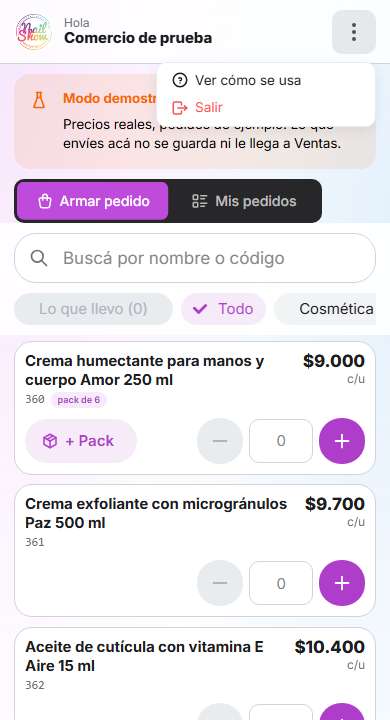 Nail Show
Hola
Comercio de prueba
Ver cómo se usa
Salir
Modo demostr
Precios reales, pedidos de ejemplo. Lo que
envíes acá no se guarda ni le llega a Ventas.
Armar pedido
Mis pedidos
Buscá por nombre o código
Lo que llevo (0)
Todo
Cosmética
Crema humectante para manos y
cuerpo Amor 250 ml
$9.000
c/u
360
pack de 6
+ Pack
0
Crema exfoliante con microgránulos
Paz 500 ml
$9.700
c/u
361
0
Aceite de cutícula con vitamina E
Aire 15 ml
$10.400
c/u
362